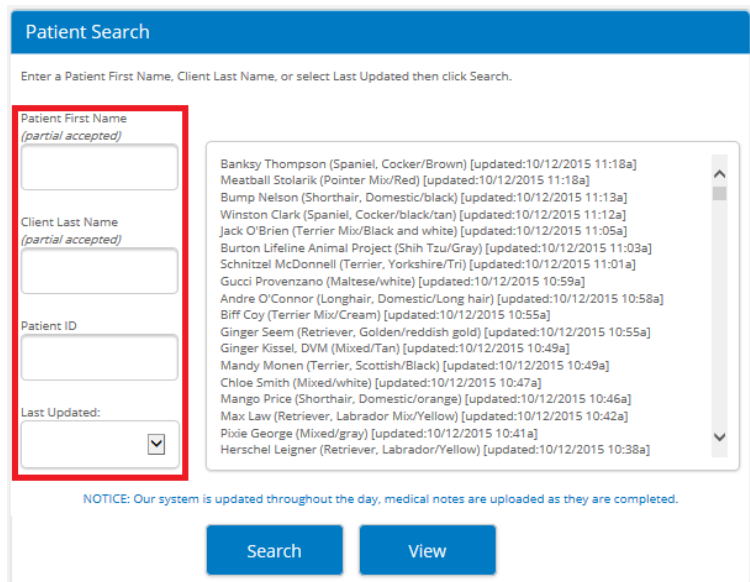 Patient Search
Enter a Patient First Name, Client Last Name, or select Last Updated then click Search.
Patient First Name
(partial accepted)
Client Last Name
(partial accepted)
Patient ID
Last Updated:
Banksy Thompson (Spaniel, Cocker/Brown) [updated:10/12/2015 11:18a]
Meatball Stolarik (Pointer Mix/Red) [updated:10/12/2015 11:18a]
Bump Nelson (Shorthair, Domestic/black) [updated:10/12/2015 11:13a]
Winston Clark (Spaniel, Cocker/black/tan) [updated:10/12/2015 11:12a]
Jack O'Brien (Terrier Mix/Black and white) [updated:10/12/2015 11:05a]
Burton Lifeline Animal Project (Shih Tzu/Gray) [updated:10/12/2015 11:03a]
Schnitzel McDonnell (Terrier, Yorkshire/Tri) [updated:10/12/2015 11:01a]
Gucci Provenzano (Maltese/white) [updated:10/12/2015 10:59a]
Andre O'Connor (Longhair, Domestic/Long hair) [updated:10/12/2015 10:58a]
Biff Coy (Terrier Mix/Cream) [updated:10/12/2015 10:55a]
Ginger Seem (Retriever, Golden/reddish gold) [updated:10/12/2015 10:55a]
Ginger Kissel, DVM (Mixed/Tan) [updated:10/12/2015 10:49a]
Mandy Monen (Terrier, Scottish/Black) [updated:10/12/2015 10:49a]
Chloe Smith (Mixed/white) [updated:10/12/2015 10:47a]
Mango Price (Shorthair, Domestic/orange) [updated:10/12/2015 10:46a]
Max Law (Retriever, Labrador Mix/Yellow) [updated:10/12/2015 10:42a]
Pixie George (Mixed/gray) [updated:10/12/2015 10:41a]
Herschel Leigner (Retriever, Labrador/Yellow) [updated:10/12/2015 10:38a]
NOTICE: Our system is updated throughout the day, medical notes are uploaded as they are completed.
Search
View